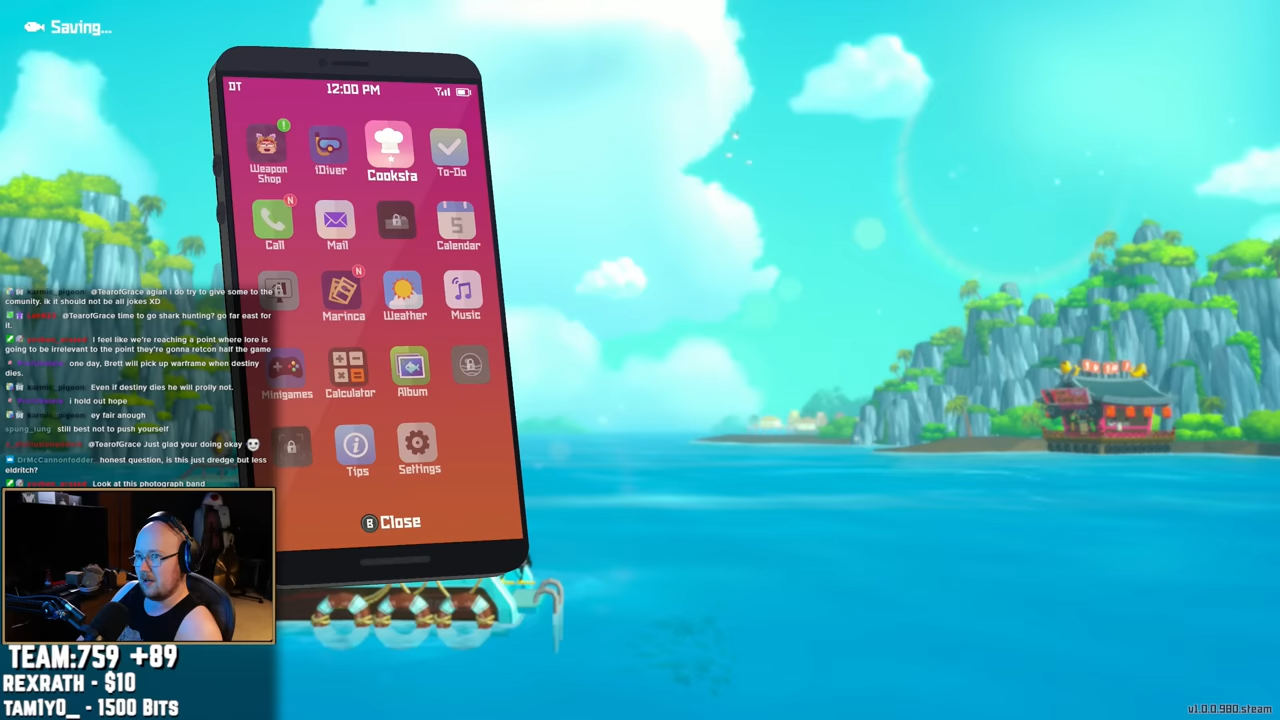 Saving...
DT
12:00 PM
Weapon
Shop
iDiver
Cooksta
To-Do
Call
Mail
5
Calendar
Marinca
Weather
Music
Minigames
Calculator
Album
Tips
Settings
B Close
karmic_pigeon @TearofGrace agian i do try to give some to the
comunity. ik it should not be all jokes XD
@TearofGrace time to go shark hunting? go far east for
it.
I feel like we're reaching a point where lore is
going to be irrelevant to the point they're gonna retcon half the game
one day, Brett will pick up warframe when destiny
dies.
karmic_pigeon Even if destiny dies he will prolly not.
i hold out hope
karmic_pigeon ey fair anough
spung_lung still best not to push yourself
@TearofGrace Just glad your doing okay
DrMcCannonfodder honest question, is this just dredge but less
eldritch?
Look at this photograph band
TEAM:759 +89
REXRATH - $10
TAM1Y0_ - 1500 BITS
v1.0.0.980.steam